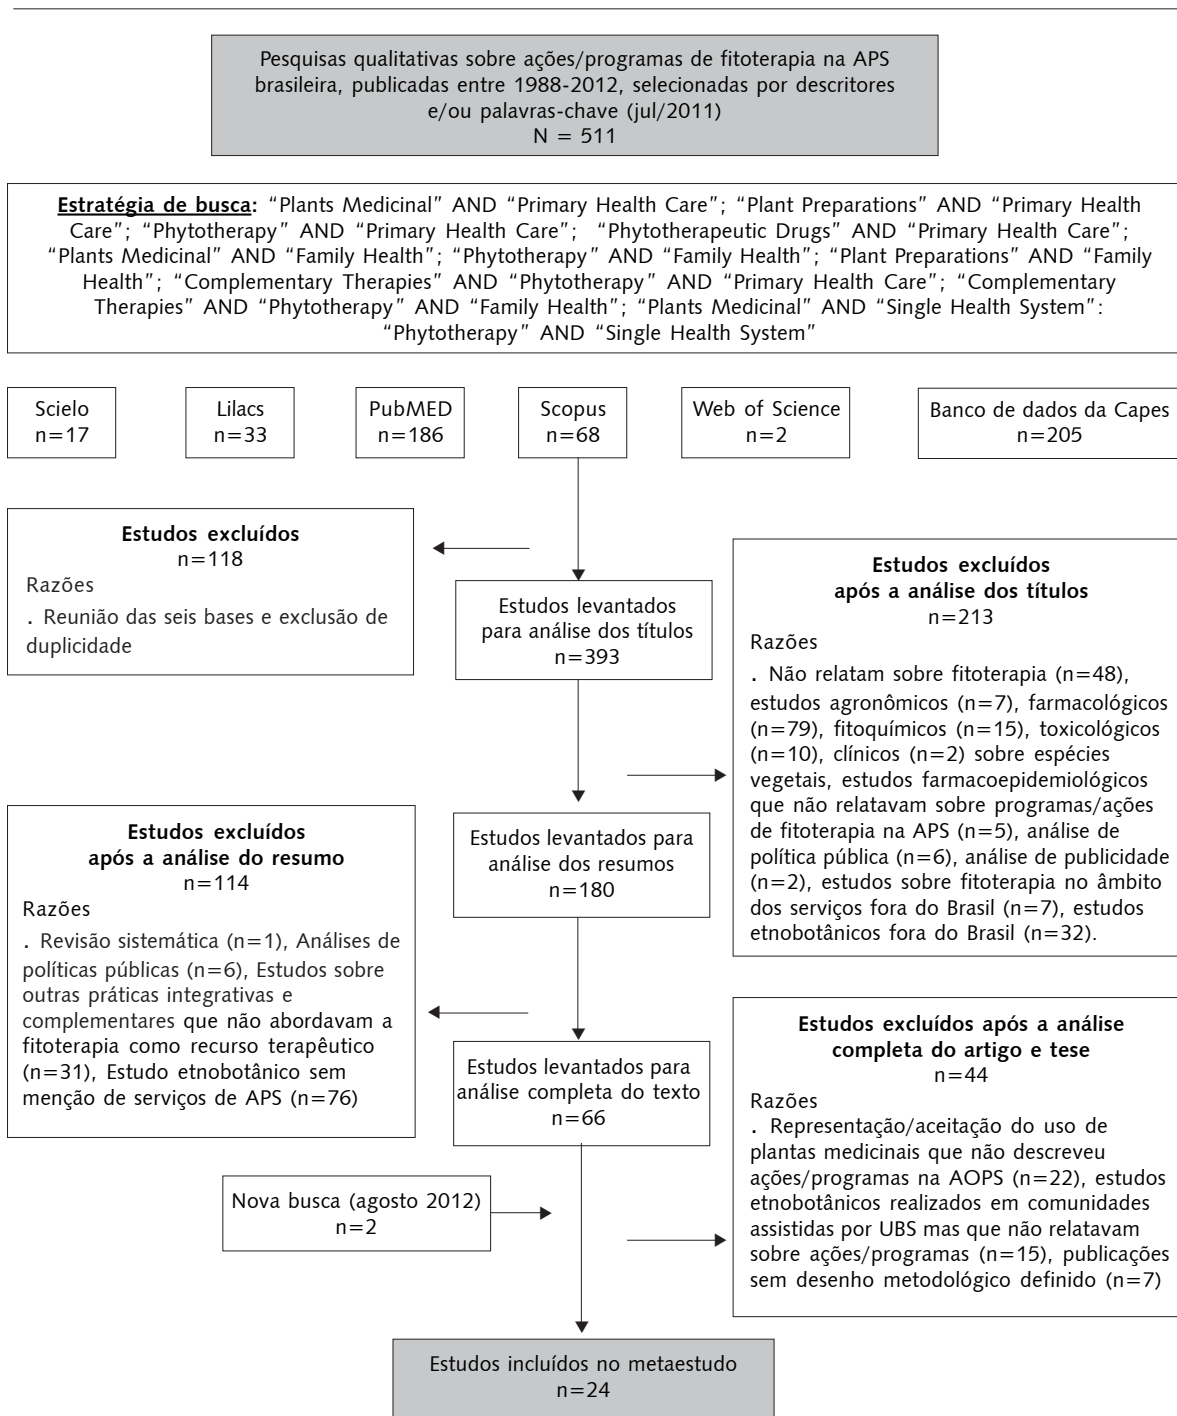 Pesquisas qualitativas sobre ações/programas de fitoterapia na APS
brasileira, publicadas entre 1988-2012, selecionadas por descritores
e/ou palavras-chave (jul/2011)
N = 511
Estratégia de busca: “Plants Medicinal” AND “Primary Health Care”; “Plant Preparations” AND “Primary Health
Care”; “Phytotherapy” AND “Primary Health Care”; “Phytotherapeutic Drugs” AND “Primary Health Care”;
“Plants Medicinal” AND “Family Health”; “Phytotherapy” AND “Family Health”; “Plant Preparations” AND “Family
Health”; “Complementary Therapies” AND “Phytotherapy” AND “Primary Health Care”; “Complementary
Therapies” AND “Phytotherapy” AND “Family Health”; “Plants Medicinal” AND “Single Health System”:
“Phytotherapy” AND “Single Health System”
Scielo
n=17
Lilacs
n=33
PubMED
n=186
Scopus
n=68
Web of Science
n=2
Banco de dados da Capes
n=205
Estudos excluídos
n=118
Razões
. Reunião das seis bases e exclusão de
duplicidade
Estudos levantados
para análise dos títulos
n=393
Estudos excluídos
após a análise dos títulos
n=213
Razões
. Não relatam sobre fitoterapia (n=48),
estudos agronômicos (n=7), farmacológicos
(n=79), fitoquímicos (n=15), toxicológicos
(n=10), clínicos (n=2) sobre espécies
vegetais, estudos farmacoepidemiológicos
que não relatavam sobre programas/ações
de fitoterapia na APS (n=5), análise de
política pública (n=6), análise de publicidade
(n=2), estudos sobre fitoterapia no âmbito
dos serviços fora do Brasil (n=7), estudos
etnobotânicos fora do Brasil (n=32).
Estudos levantados para
análise dos resumos
n=180
Estudos excluídos
após a análise do resumo
n=114
Razões
. Revisão sistemática (n=1), Análises de
políticas públicas (n=6), Estudos sobre
outras práticas integrativas e
complementares que não abordavam a
fitoterapia como recurso terapêutico
(n=31), Estudo etnobotânico sem
menção de serviços de APS (n=76)
Estudos levantados para
análise completa do texto
n=66
Estudos excluídos após a análise
completa do artigo e tese
n=44
Razões
. Representação/aceitação do uso de
plantas medicinais que não descreveu
ações/programas na AOPS (n=22), estudos
etnobotânicos realizados em comunidades
assistidas por UBS mas que não relatavam
sobre ações/programas (n=15), publicações
sem desenho metodológico definido (n=7)
Nova busca (agosto 2012)
n=2
Estudos incluídos no metaestudo
n=24